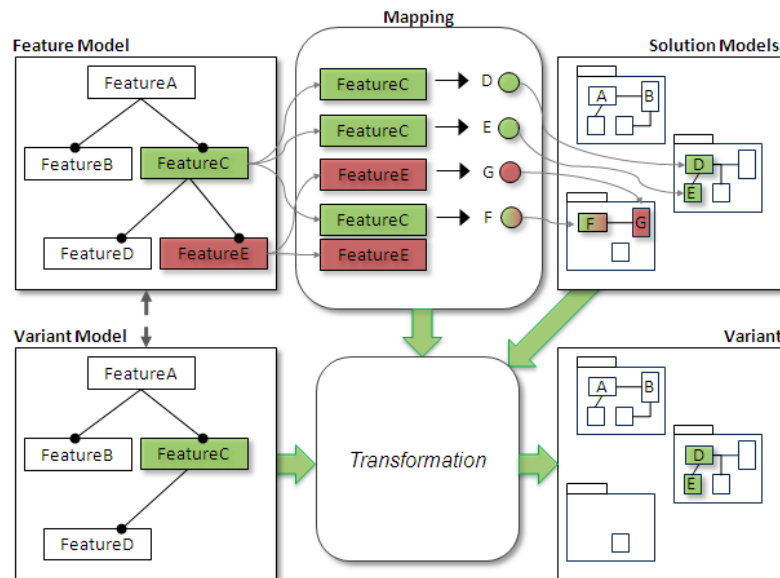 Mapping
Feature Model
Solution Models
FeatureA
FeatureB
FeatureC
FeatureD
FeatureE
FeatureC
D
FeatureC
E
FeatureE
G
FeatureC
F
FeatureE
A
B
D
E
F
G
Variant Model
Variant
FeatureA
FeatureB
FeatureC
FeatureD
Transformation
A
B
D
E